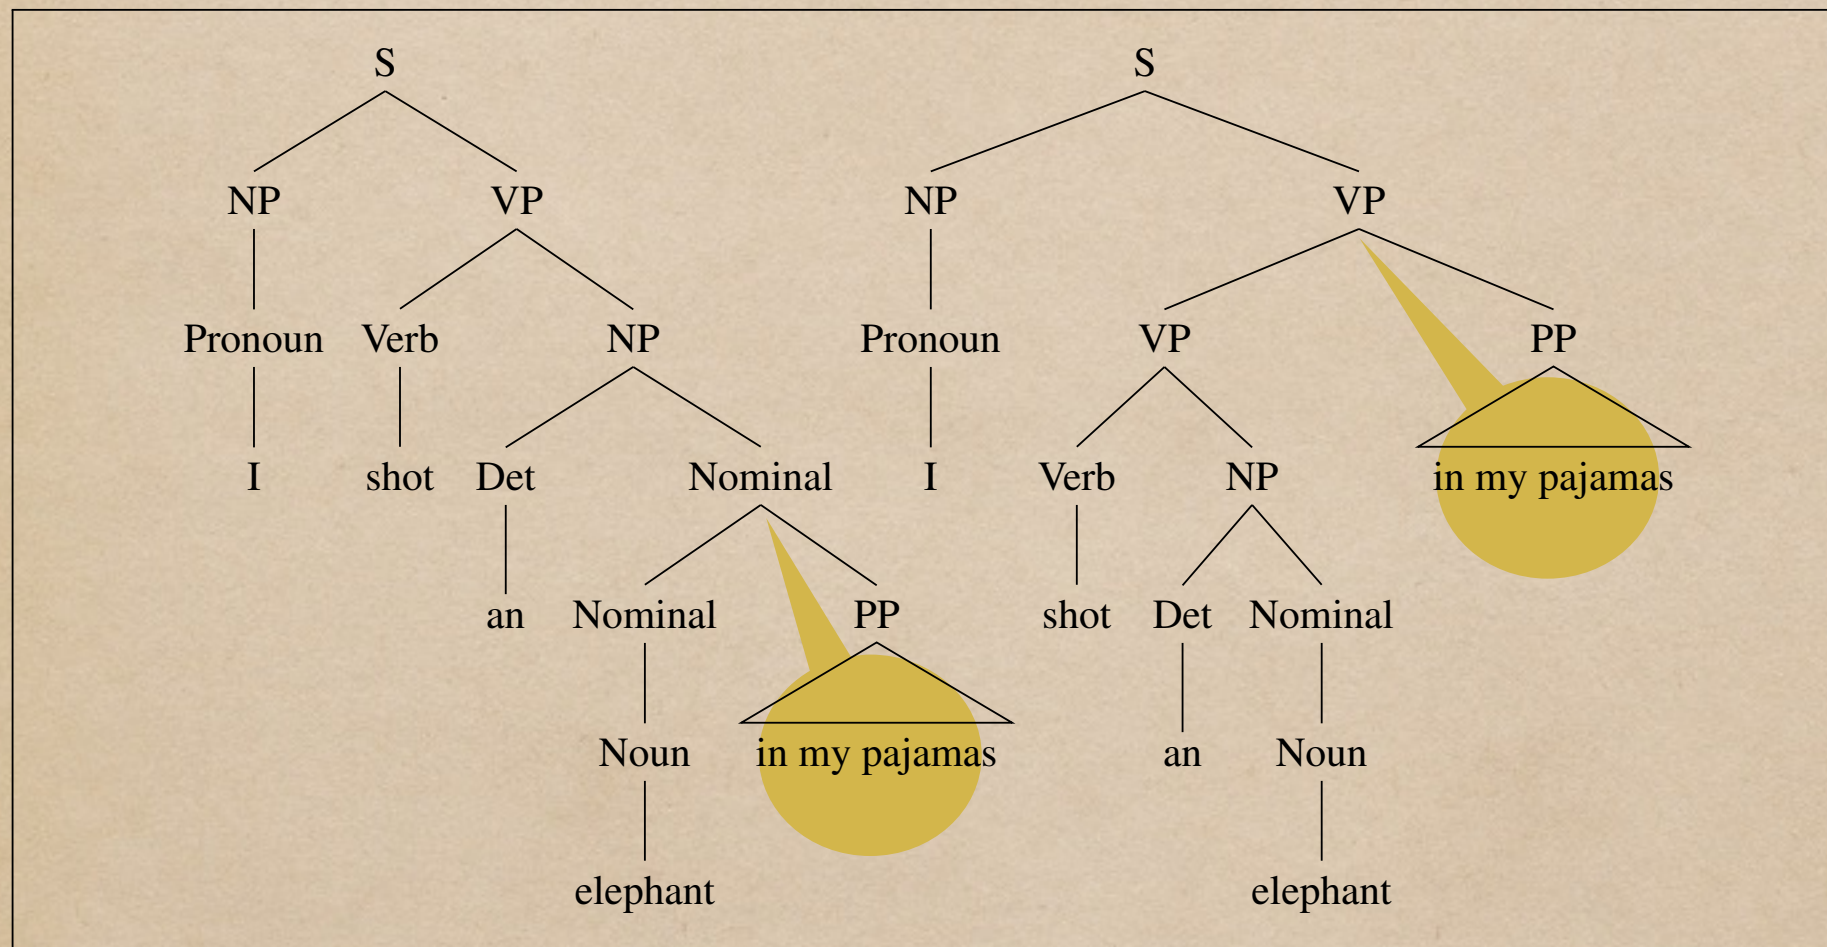 S S
NP VP NP VP
Pronoun Verb NP Pronoun VP PP
I shot Det Nominal I Verb NP in my pajamas
an Nominal PP shot Det Nominal
Noun in my pajamas an Noun
elephant elephant